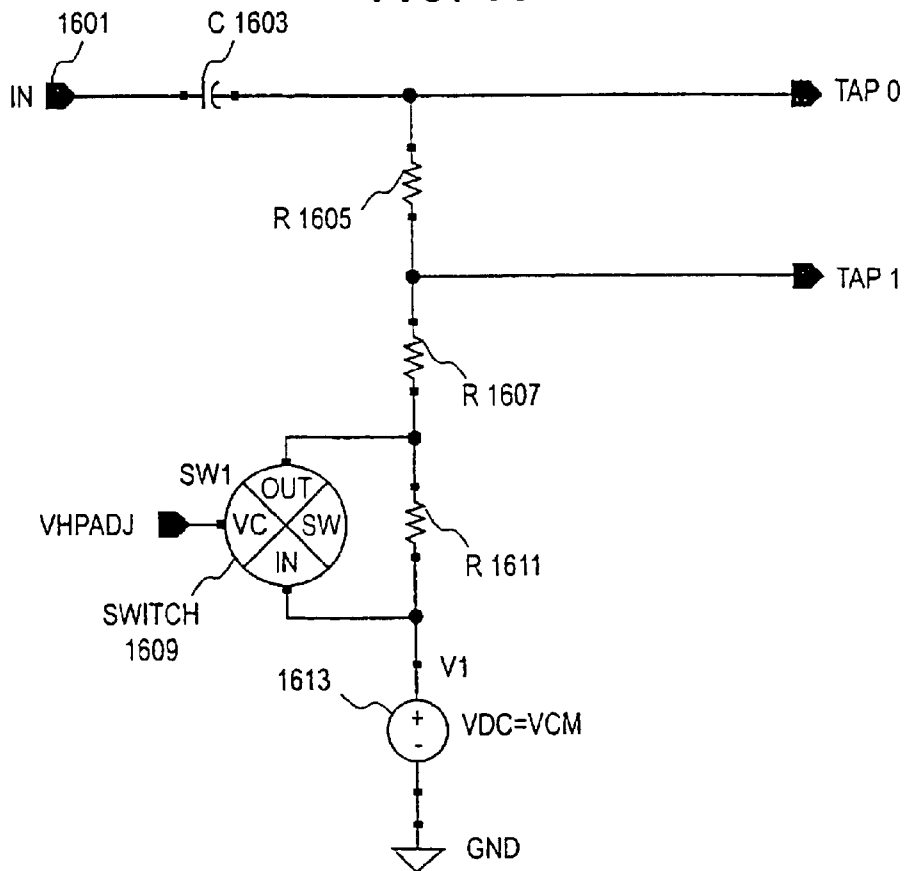 1601
C 1603
IN
TAP 0
R 1605
TAP 1
R 1607
SW1
OUT
VHPADJ
VC
SW
IN
R 1611
SWITCH
1609
V1
1613
+
VDC=VCM
-
GND